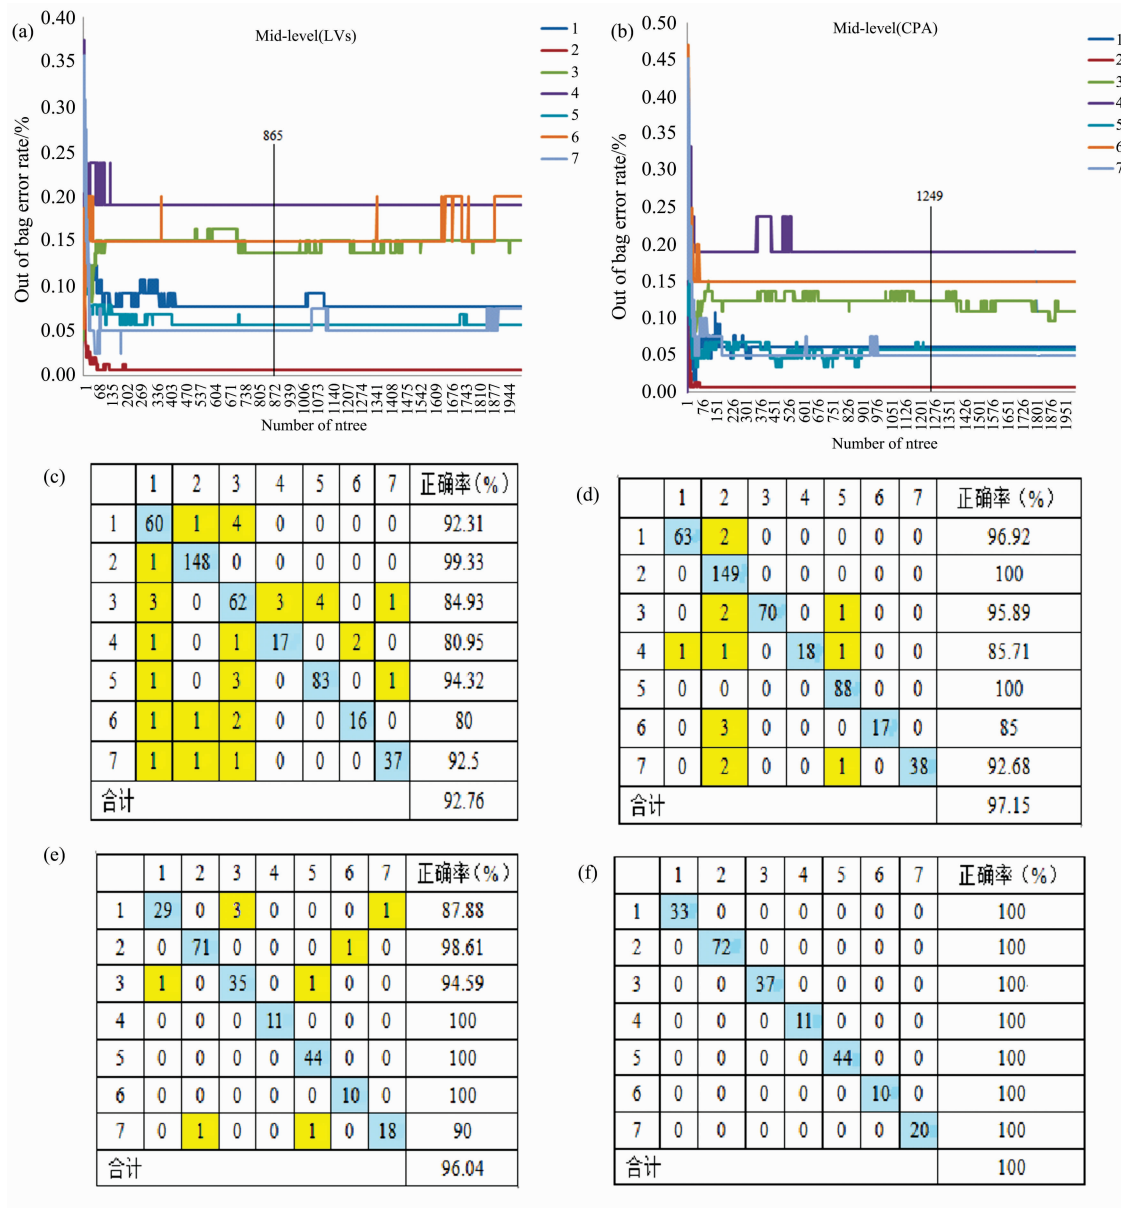 (a)
Mid-level(LVs)
Out of bag error rate/%
0.40
0.35
0.30
0.25
0.20
0.15
0.10
0.05
0.00
865
1
2
3
4
5
6
7
1 68 135 202 269 336 403 470 537 604 671 738 805 872 939 1006 1073 1140 1207 1274 1341 1408 1475 1542 1609 1676 1743 1810 1877 1944
Number of ntree
(b)
Mid-level(CPA)
Out of bag error rate/%
0.50
0.45
0.40
0.35
0.30
0.25
0.20
0.15
0.10
0.05
0.00
1249
1
2
3
4
5
6
7
1 76 151 226 301 376 451 526 601 676 751 826 901 976 1051 1126 1201 1276 1351 1426 1501 1576 1651 1726 1801 1876 1951
Number of ntree
(c)
1 2 3 4 5 6 7 正确率(%)
1 60 1 4 0 0 0 0 92.31
2 1 148 0 0 0 0 0 99.33
3 3 0 62 3 4 0 1 84.93
4 1 0 1 17 0 2 0 80.95
5 1 0 3 0 83 0 1 94.32
6 1 1 2 0 0 16 0 80
7 1 1 1 0 0 0 37 92.5
合计 92.76
(d)
1 2 3 4 5 6 7 正确率(%)
1 63 2 0 0 0 0 0 96.92
2 0 149 0 0 0 0 0 100
3 0 2 70 0 1 0 0 95.89
4 1 1 0 18 1 0 0 85.71
5 0 0 0 0 88 0 0 100
6 0 3 0 0 0 17 0 85
7 0 2 0 0 1 0 38 92.68
合计 97.15
(e)
1 2 3 4 5 6 7 正确率(%)
1 29 0 3 0 0 0 1 87.88
2 0 71 0 0 0 1 0 98.61
3 1 0 35 0 1 0 0 94.59
4 0 0 0 11 0 0 0 100
5 0 0 0 0 44 0 0 100
6 0 0 0 0 0 10 0 100
7 0 1 0 0 1 0 18 90
合计 96.04
(f)
1 2 3 4 5 6 7 正确率(%)
1 33 0 0 0 0 0 0 100
2 0 72 0 0 0 0 0 100
3 0 0 37 0 0 0 0 100
4 0 0 0 11 0 0 0 100
5 0 0 0 0 44 0 0 100
6 0 0 0 0 0 10 0 100
7 0 0 0 0 0 0 20 100
合计 100